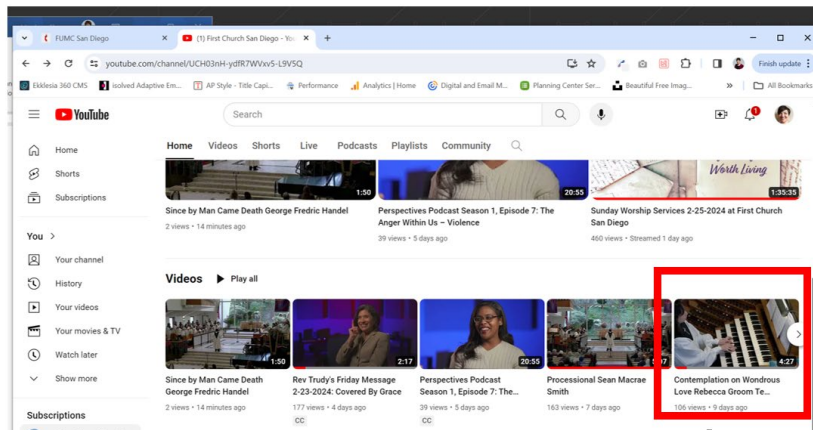 FUMC San Diego
(1) First Church San Diego - You
youtube.com/channel/UCH03nH-ydfR7WVxv5-L9V5Q
Finish update
Ekklesia 360 CMS
isolved Adaptive Em...
AP Style - Title Capi...
Performance
Analytics | Home
Digital and Email M...
Planning Center Ser...
Beautiful Free Imag...
All Bookmarks
YouTube
Search
Home
Videos
Shorts
Live
Podcasts
Playlists
Community
Home
Shorts
Subscriptions
You
Your channel
History
Your videos
Your movies & TV
Watch later
Show more
Subscriptions
Worth Living
1:50
20:55
1:35:35
Since by Man Came Death George Fredric Handel
2 views • 14 minutes ago
Perspectives Podcast Season 1, Episode 7: The
Anger Within Us – Violence
39 views • 5 days ago
Sunday Worship Services 2-25-2024 at First Church
San Diego
460 views • Streamed 1 day ago
Videos
Play all
1:50
2:17
20:55
4:27
Since by Man Came Death
George Fredric Handel
2 views • 14 minutes ago
Rev Trudy's Friday Message
2-23-2024: Covered By Grace
177 views • 4 days ago
CC
Perspectives Podcast
Season 1, Episode 7: The...
39 views • 5 days ago
CC
Processional Sean Macrae
Smith
163 views • 7 days ago
Contemplation on Wondrous
Love Rebecca Groom Te...
106 views • 9 days ago